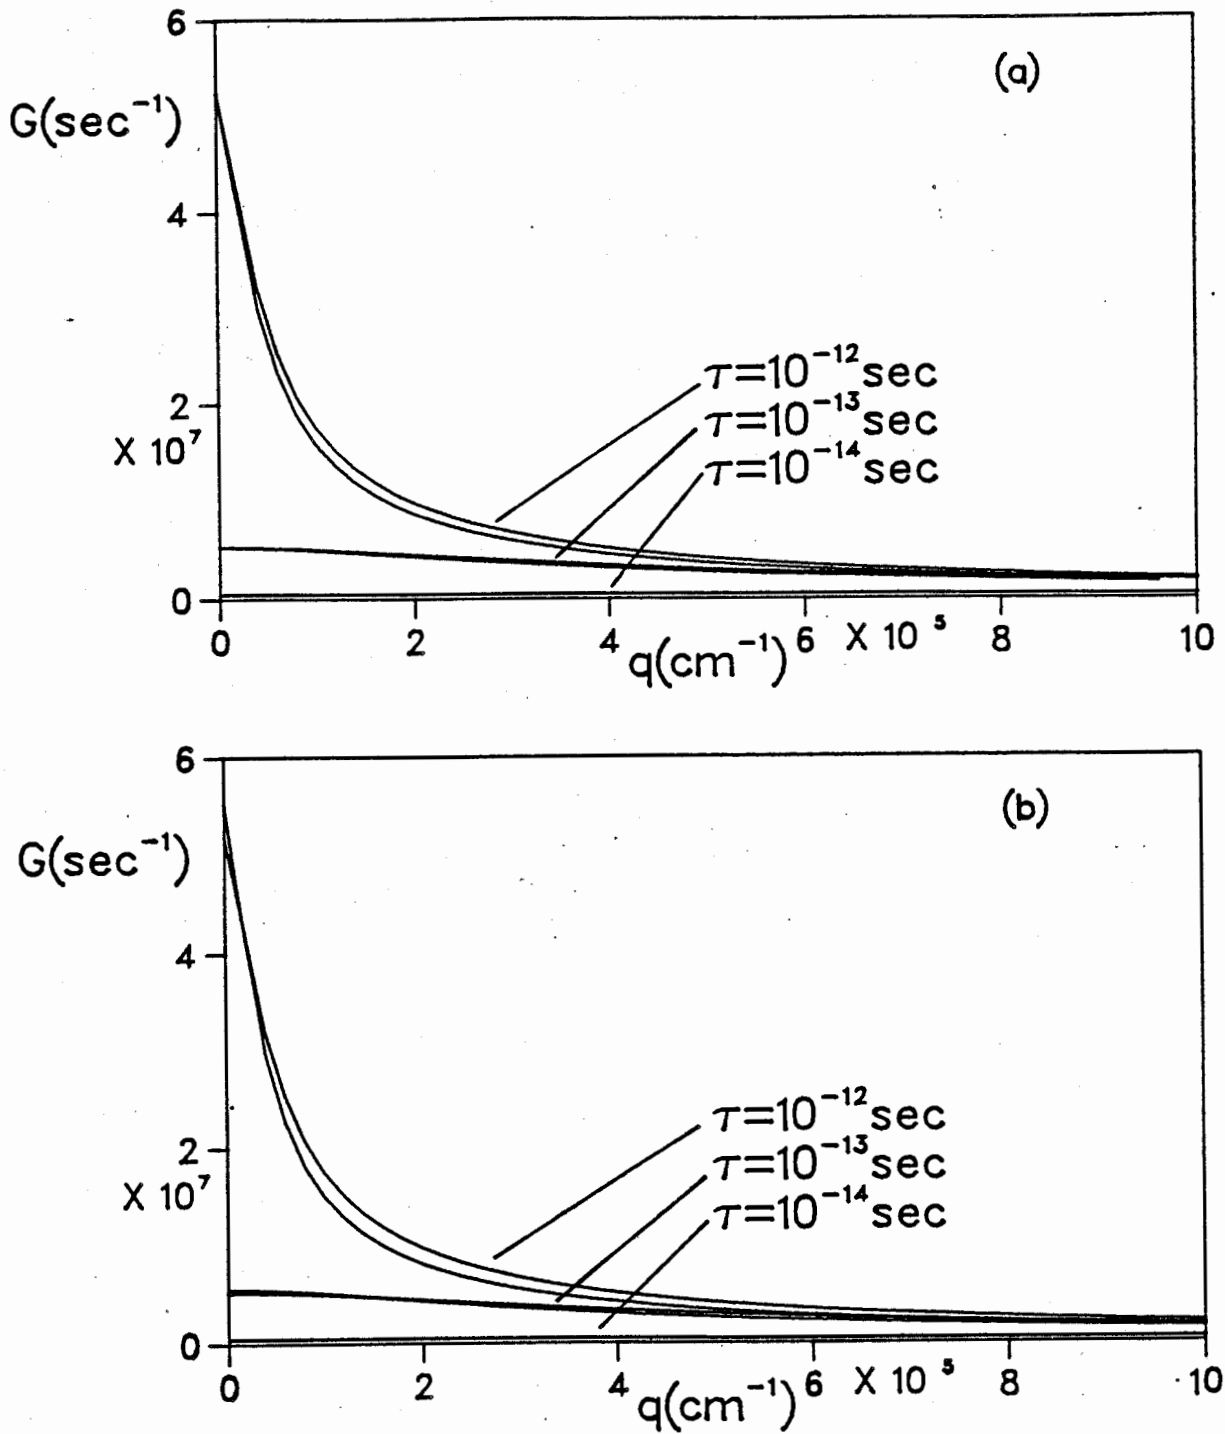 6
(a)
G(sec⁻¹)
4
τ=10⁻¹²sec
2
τ=10⁻¹³sec
X 10⁷
τ=10⁻¹⁴sec
0
0 2 4 6 X 10⁵ 8 10
q(cm⁻¹)
6
(b)
G(sec⁻¹)
4
τ=10⁻¹²sec
2
τ=10⁻¹³sec
X 10⁷
τ=10⁻¹⁴sec
0
0 2 4 6 X 10⁵ 8 10
q(cm⁻¹)